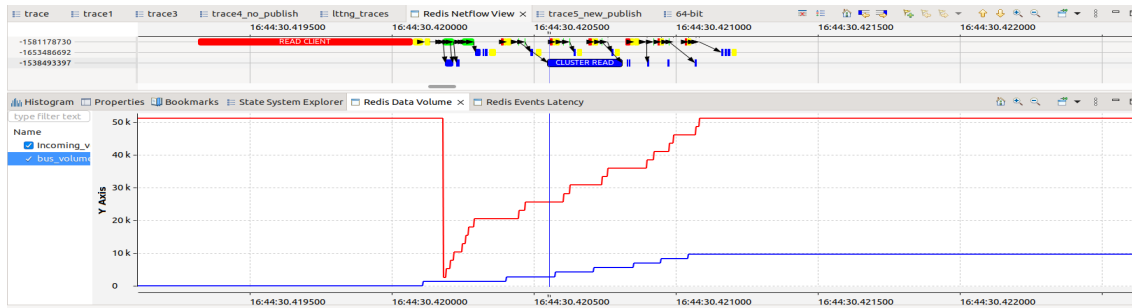 trace trace1 trace3 trace4_no_publish lttng_traces Redis Netflow View × trace5_new_publish 64-bit
16:44:30.419500 16:44:30.420000 16:44:30.420500 16:44:30.421000 16:44:30.421500 16:44:30.422000
-1581178730 READ CLIENT
-1653486692
-1538493397 CLUSTER READ
Histogram Properties Bookmarks State System Explorer Redis Data Volume × Redis Events Latency
type filter text
Name
Incoming_v
bus_volume
Y Axis
50 k
40 k
30 k
20 k
10 k
0
16:44:30.419500 16:44:30.420000 16:44:30.420500 16:44:30.421000 16:44:30.421500 16:44:30.422000